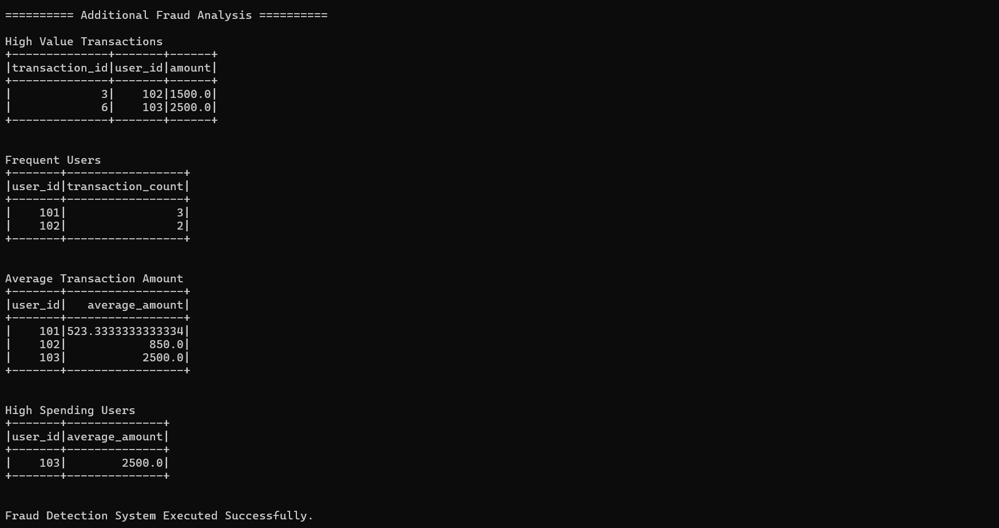 ========== Additional Fraud Analysis ==========
High Value Transactions
+--------------+-------+------+
|transaction_id|user_id|amount|
+--------------+-------+------+
|             3|    102|1500.0|
|             6|    103|2500.0|
+--------------+-------+------+
Frequent Users
+-------+-----------------+
|user_id|transaction_count|
+-------+-----------------+
|    101|                3|
|    102|                2|
+-------+-----------------+
Average Transaction Amount
+-------+-----------------+
|user_id|   average_amount|
+-------+-----------------+
|    101|523.3333333333334|
|    102|            850.0|
|    103|           2500.0|
+-------+-----------------+
High Spending Users
+-------+--------------+
|user_id|average_amount|
+-------+--------------+
|    103|        2500.0|
+-------+--------------+
Fraud Detection System Executed Successfully.